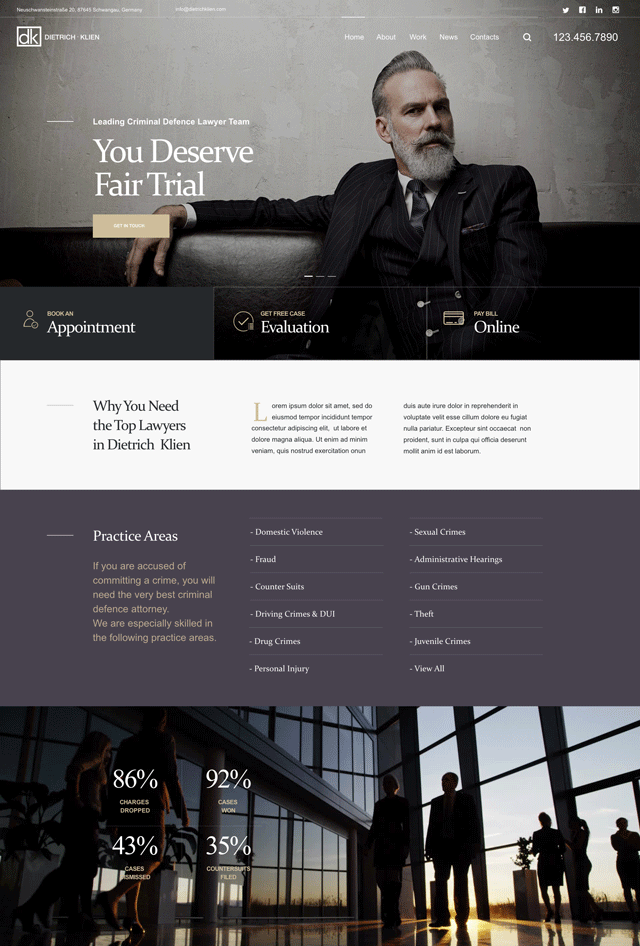 Neuschwansteinstraße 20, 87645 Schwangau, Germany
info@dietrichklien.com
dk DIETRICH · KLIEN
Home About Work News Contacts 123.456.7890
Leading Criminal Defence Lawyer Team
You Deserve
Fair Trial
GET IN TOUCH
BOOK AN
Appointment
GET FREE CASE
Evaluation
PAY BILL
Online
Why You Need
the Top Lawyers
in Dietrich Klien
Lorem ipsum dolor sit amet, sed do
eiusmod tempor incididunt tempor
consectetur adipiscing elit, ut labore et
dolore magna aliqua. Ut enim ad minim
veniam, quis nostrud exercitation onun
duis aute irure dolor in reprehenderit in
voluptate velit esse cillum dolore eu fugiat
nulla pariatur. Excepteur sint occaecat non
proident, sunt in culpa qui officia deserunt
mollit anim id est laborum.
Practice Areas
If you are accused of
committing a crime, you will
need the very best criminal
defence attorney.
We are especially skilled in
the following practice areas.
- Domestic Violence
- Fraud
- Counter Suits
- Driving Crimes & DUI
- Drug Crimes
- Personal Injury
- Sexual Crimes
- Administrative Hearings
- Gun Crimes
- Theft
- Juvenile Crimes
- View All
86%
CHARGES
DROPPED
92%
CASES
WON
43%
CASES
DISMISSED
35%
COUNTERSUITS
FILED